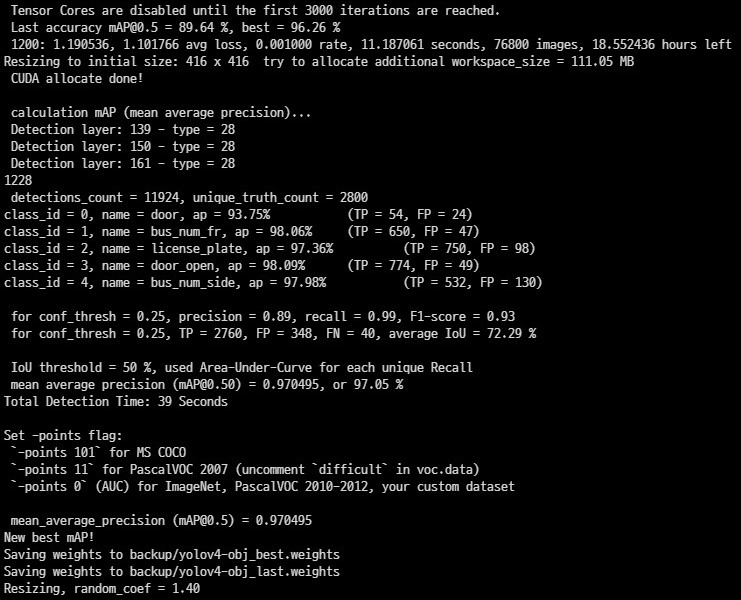 Tensor Cores are disabled until the first 3000 iterations are reached.
Last accuracy mAP@0.5 = 89.64 %, best = 96.26 %
1200: 1.190536, 1.101766 avg loss, 0.001000 rate, 11.187061 seconds, 76800 images, 18.552436 hours left
Resizing to initial size: 416 x 416  try to allocate additional workspace_size = 111.05 MB
CUDA allocate done!
calculation mAP (mean average precision)...
Detection layer: 139 - type = 28
Detection layer: 150 - type = 28
Detection layer: 161 - type = 28
1228
detections_count = 11924, unique_truth_count = 2800
class_id = 0, name = door, ap = 93.75%          (TP = 54, FP = 24)
class_id = 1, name = bus_num_fr, ap = 98.06%     (TP = 650, FP = 47)
class_id = 2, name = license_plate, ap = 97.36%          (TP = 750, FP = 98)
class_id = 3, name = door_open, ap = 98.09%      (TP = 774, FP = 49)
class_id = 4, name = bus_num_side, ap = 97.98%           (TP = 532, FP = 130)
for conf_thresh = 0.25, precision = 0.89, recall = 0.99, F1-score = 0.93
for conf_thresh = 0.25, TP = 2760, FP = 348, FN = 40, average IoU = 72.29 %
IoU threshold = 50 %, used Area-Under-Curve for each unique Recall
mean average precision (mAP@0.50) = 0.970495, or 97.05 %
Total Detection Time: 39 Seconds
Set -points flag:
`-points 101` for MS COCO
`-points 11` for PascalVOC 2007 (uncomment `difficult` in voc.data)
`-points 0` (AUC) for ImageNet, PascalVOC 2010-2012, your custom dataset
mean_average_precision (mAP@0.5) = 0.970495
New best mAP!
Saving weights to backup/yolov4-obj_best.weights
Saving weights to backup/yolov4-obj_last.weights
Resizing, random_coef = 1.40